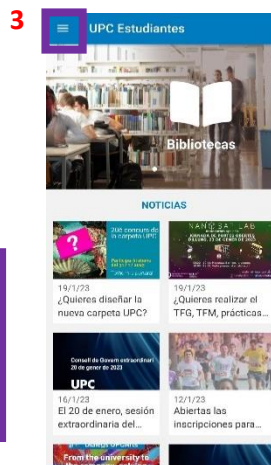 3
UPC Estudiantes
Bibliotecas
NOTICIAS
20è concurs de
la carpeta UPC
19/1/23
¿Quieres diseñar la
nueva carpeta UPC?
NANOSATLAB
19/1/23
¿Quieres realizar el
TFG, TFM, prácticas...
Consell de Govern extraordinari
20 de gener de 2023
UPC
16/1/23
El 20 de enero, sesión
extraordinaria del...
12/1/23
Abiertas las
inscripciones para...
From the university to